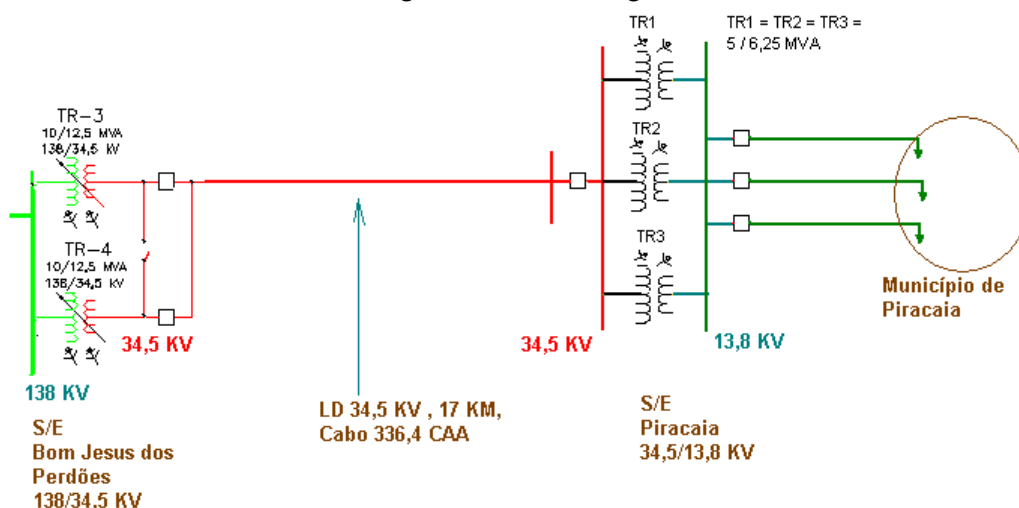 TR1
TR1 = TR2 = TR3 =
5 / 6,25 MVA
TR-3
10/12,5 MVA
138/34,5 kV
TR2
TR-4
10/12,5 MVA
138/34,5 kV
TR3
Município de
Piracaia
34,5 KV
34,5 KV
13,8 KV
138 KV
LD 34,5 KV , 17 KM,
Cabo 336,4 CAA
S/E
Piracaia
34,5/13,8 KV
S/E
Bom Jesus dos
Perdões
138/34,5 KV